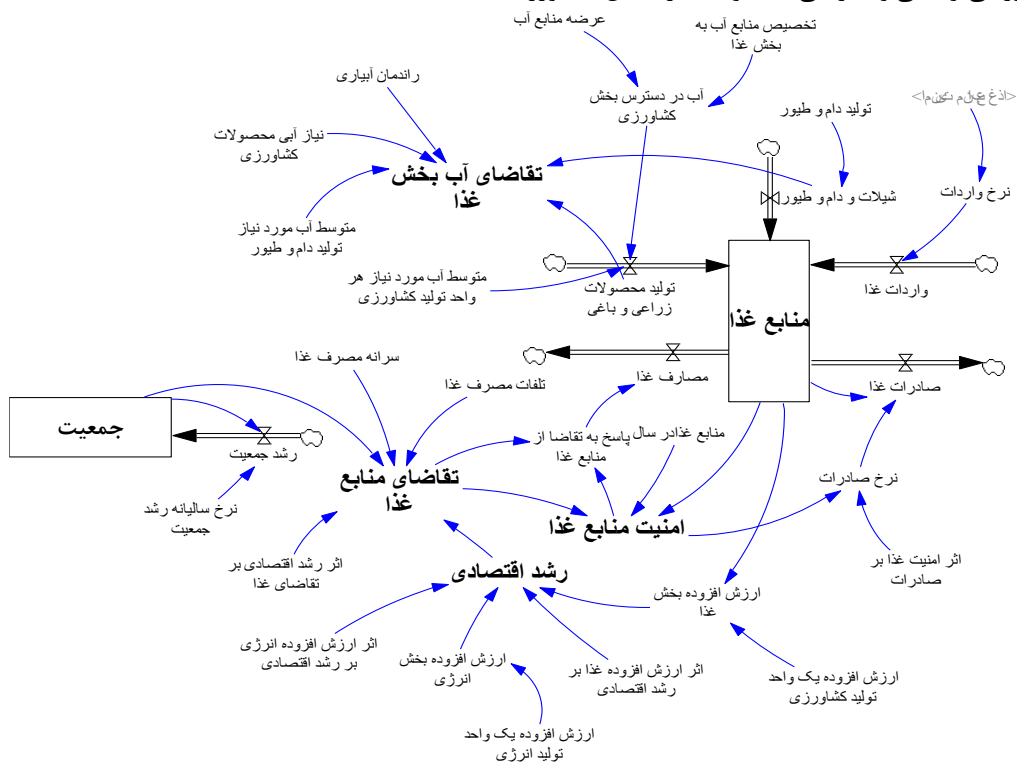 عرضه منابع آب
تخصیص منابع آب به
بخش غذا
راندمان آبیاری
آب در دسترس بخش
کشاورزی
تولید دام و طیور
نیاز آبی محصولات
کشاورزی
تقاضای آب بخش
غذا
شیلات و دام و طیور
نرخ واردات
متوسط آب مورد نیاز
تولید دام و طیور
متوسط آب مورد نیاز هر
واحد تولید کشاورزی
تولید محصولات
زراعی و باغی
واردات غذا
منابع غذا
سرانه مصرف غذا
تلفات مصرف غذا
مصارف غذا
صادرات غذا
جمعیت
رشد جمعیت
پاسخ به تقاضا از
منابع غذا
منابع غذادر سال
تقاضای منابع
غذا
نرخ صادرات
نرخ سالیانه رشد
جمعیت
امنیت منابع غذا
اثر رشد اقتصادی بر
تقاضای غذا
رشد اقتصادی
اثر امنیت غذا بر
صادرات
ارزش افزوده بخش
غذا
اثر ارزش افزوده انرژی
بر رشد اقتصادی
ارزش افزوده بخش
انرژی
اثر ارزش افزوده غذا بر
رشد اقتصادی
ارزش افزوده یک واحد
تولید کشاورزی
ارزش افزوده یک واحد
تولید انرژی